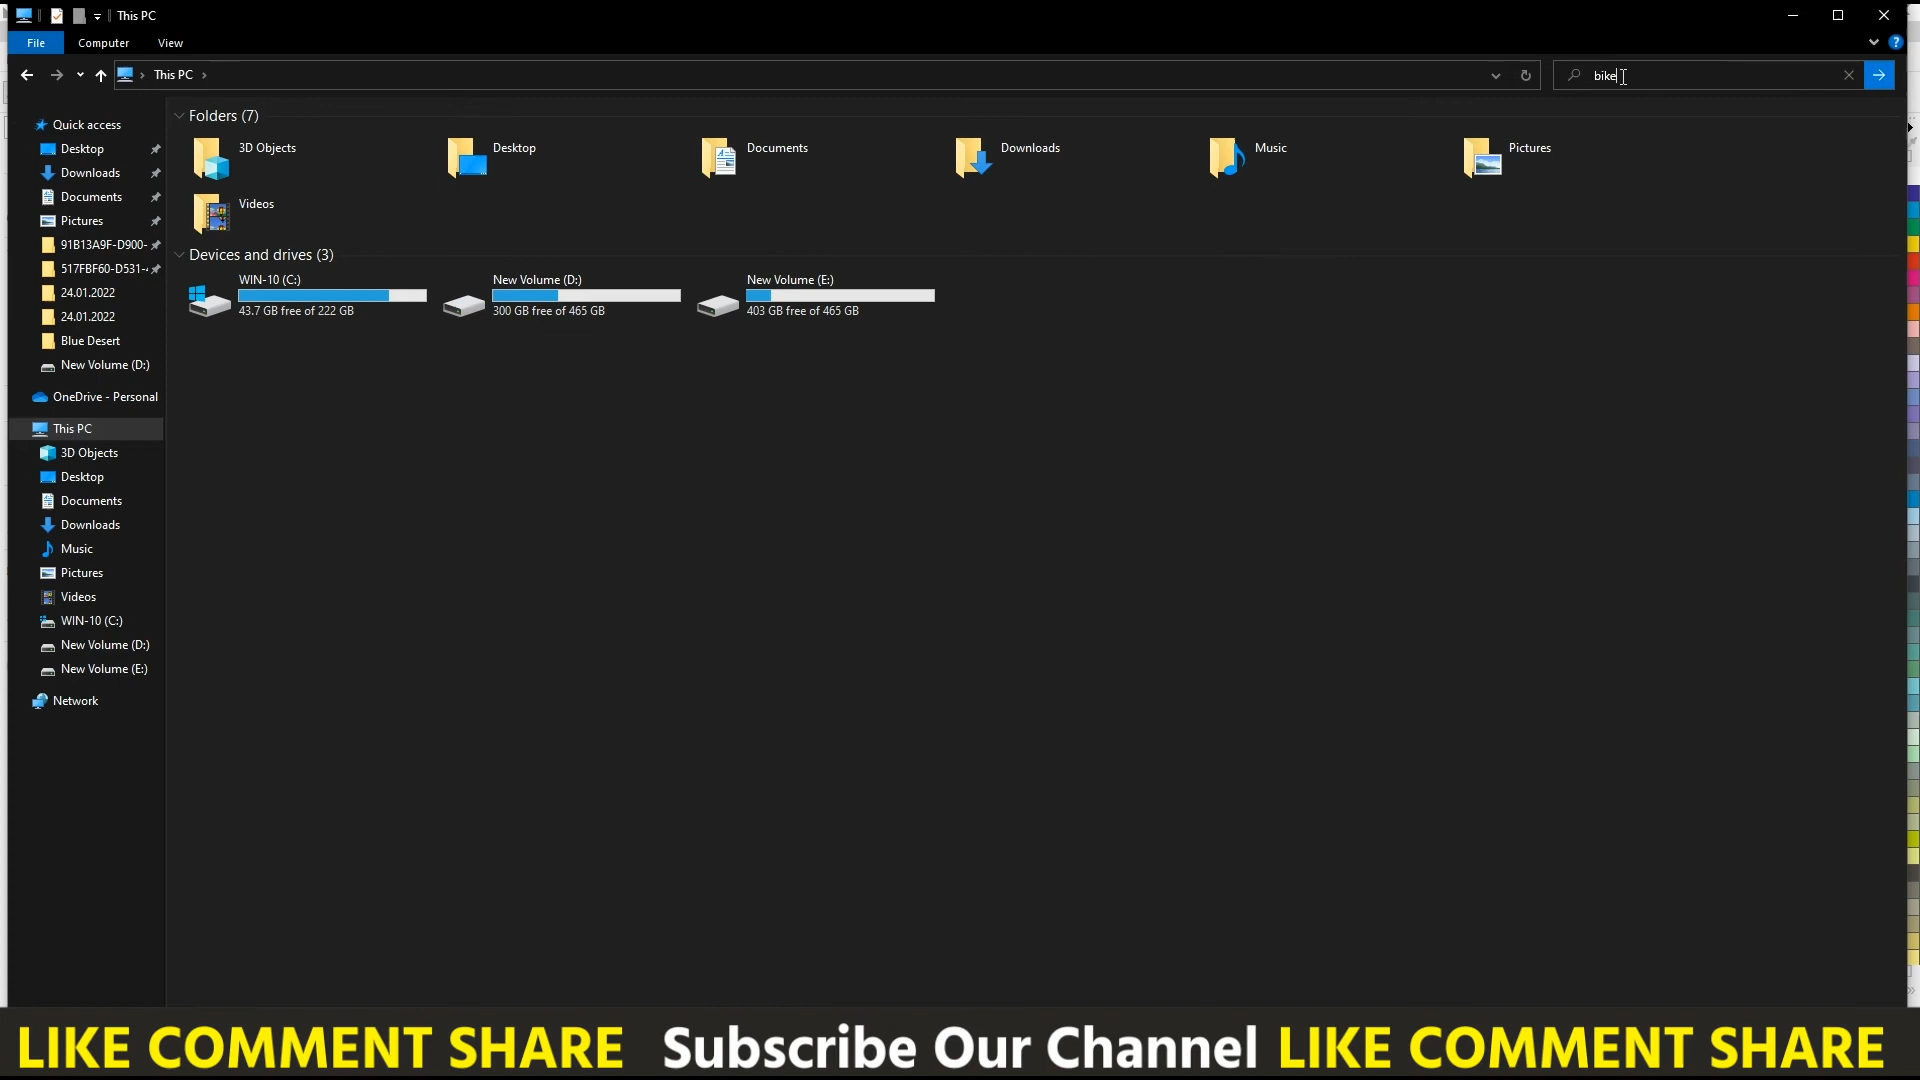 This PC
File Computer View
This PC
bike
Quick access
Desktop
Downloads
Documents
Pictures
91B13A9F-D900-
517FBF60-D531-4
24.01.2022
24.01.2022
Blue Desert
New Volume (D:)
OneDrive - Personal
This PC
3D Objects
Desktop
Documents
Downloads
Music
Pictures
Videos
WIN-10 (C:)
New Volume (D:)
New Volume (E:)
Network
Folders (7)
3D Objects Desktop Documents Downloads Music Pictures
Videos
Devices and drives (3)
WIN-10 (C:)
43.7 GB free of 222 GB
New Volume (D:)
300 GB free of 465 GB
New Volume (E:)
403 GB free of 465 GB
LIKE COMMENT SHARE Subscribe Our Channel LIKE COMMENT SHARE